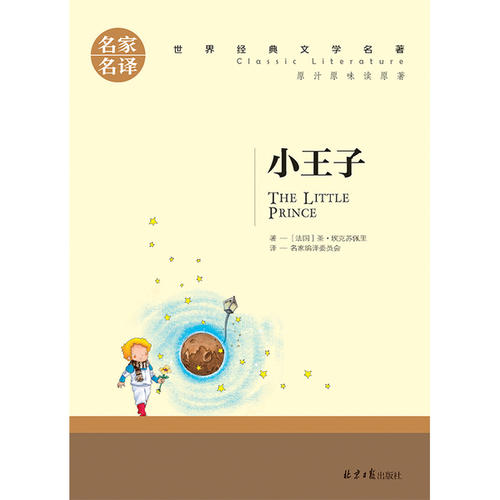 名家
名译
世界经典文学名著
Classic Literature
原汁原味读原著
小王子
THE LITTLE
PRINCE
著 — [法国] 圣·埃克苏佩里
译 — 名家编译委员会
北京日报出版社